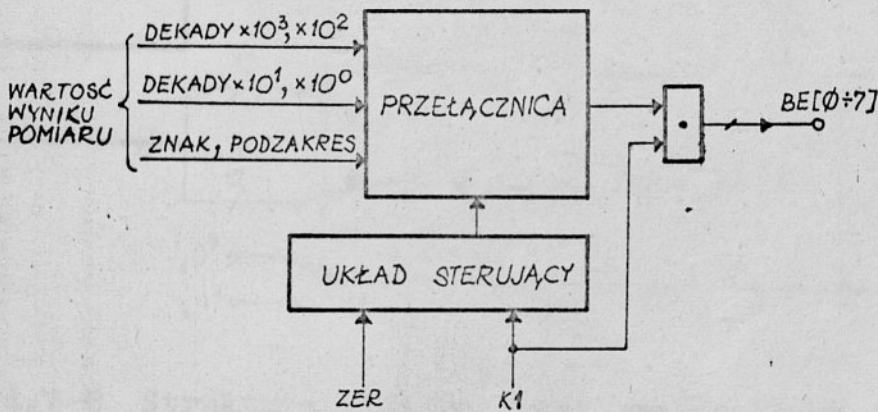 DEKADY ×10³, ×10²
WARTOŚĆ
WYNIKU
POMIARU
DEKADY ×10¹, ×10⁰
ZNAK, PODZAKRES
PRZEŁĄCZNICA
•
BE[Ø÷7]
UKŁAD STERUJĄCY
ZER
K1